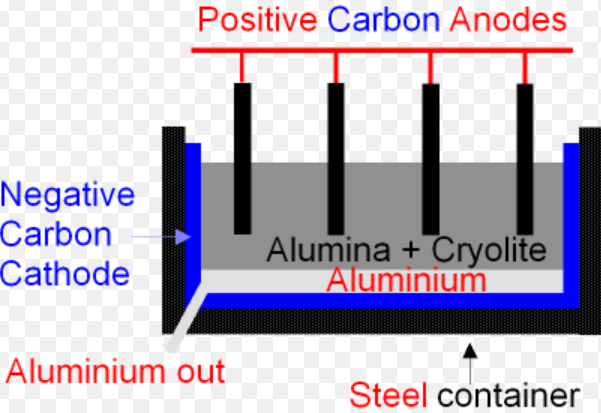 Positive Carbon Anodes
Negative
Carbon
Cathode
Alumina + Cryolite
Aluminium
Aluminium out
Steel container